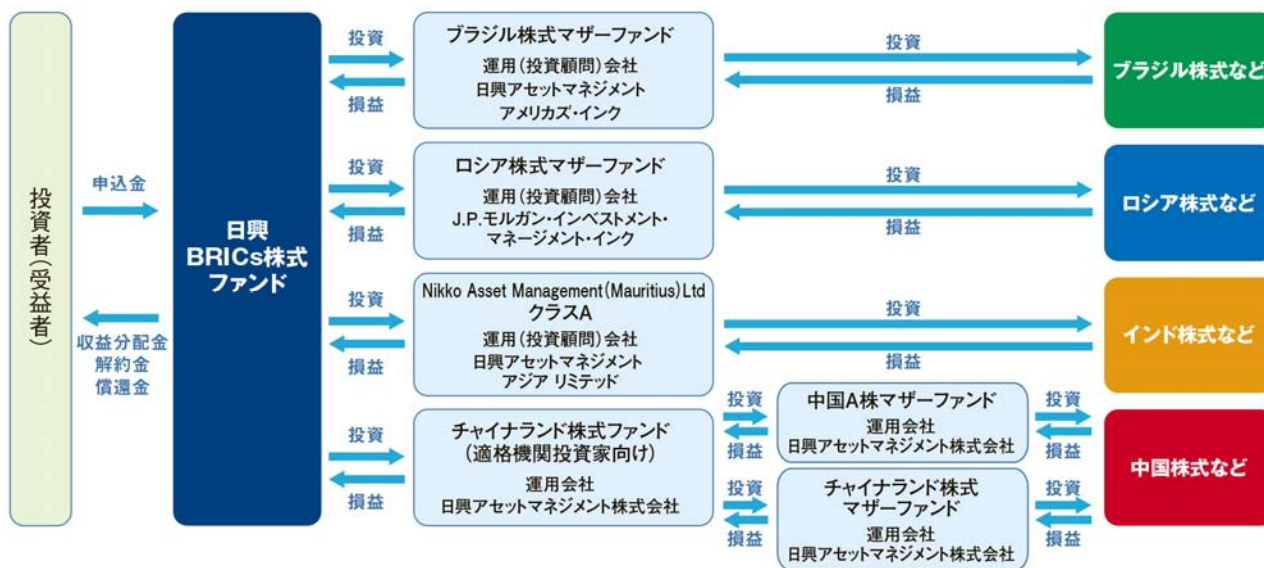 投資者(受益者)
申込金
収益分配金
解約金
償還金
日興
BRICs株式
ファンド
投資
損益
ブラジル株式マザーファンド
運用(投資顧問)会社
日興アセットマネジメント
アメリカズ・インク
投資
損益
ブラジル株式など
投資
損益
ロシア株式マザーファンド
運用(投資顧問)会社
J.P.モルガン・インベストメント・
マネージメント・インク
投資
損益
ロシア株式など
投資
損益
Nikko Asset Management(Mauritius)Ltd
クラスA
運用(投資顧問)会社
日興アセットマネジメント
アジア リミテッド
投資
損益
インド株式など
投資
損益
チャイナランド株式ファンド
(適格機関投資家向け)
運用会社
日興アセットマネジメント株式会社
投資
損益
中国A株マザーファンド
運用会社
日興アセットマネジメント株式会社
投資
損益
投資
損益
チャイナランド株式
マザーファンド
運用会社
日興アセットマネジメント株式会社
投資
損益
中国株式など